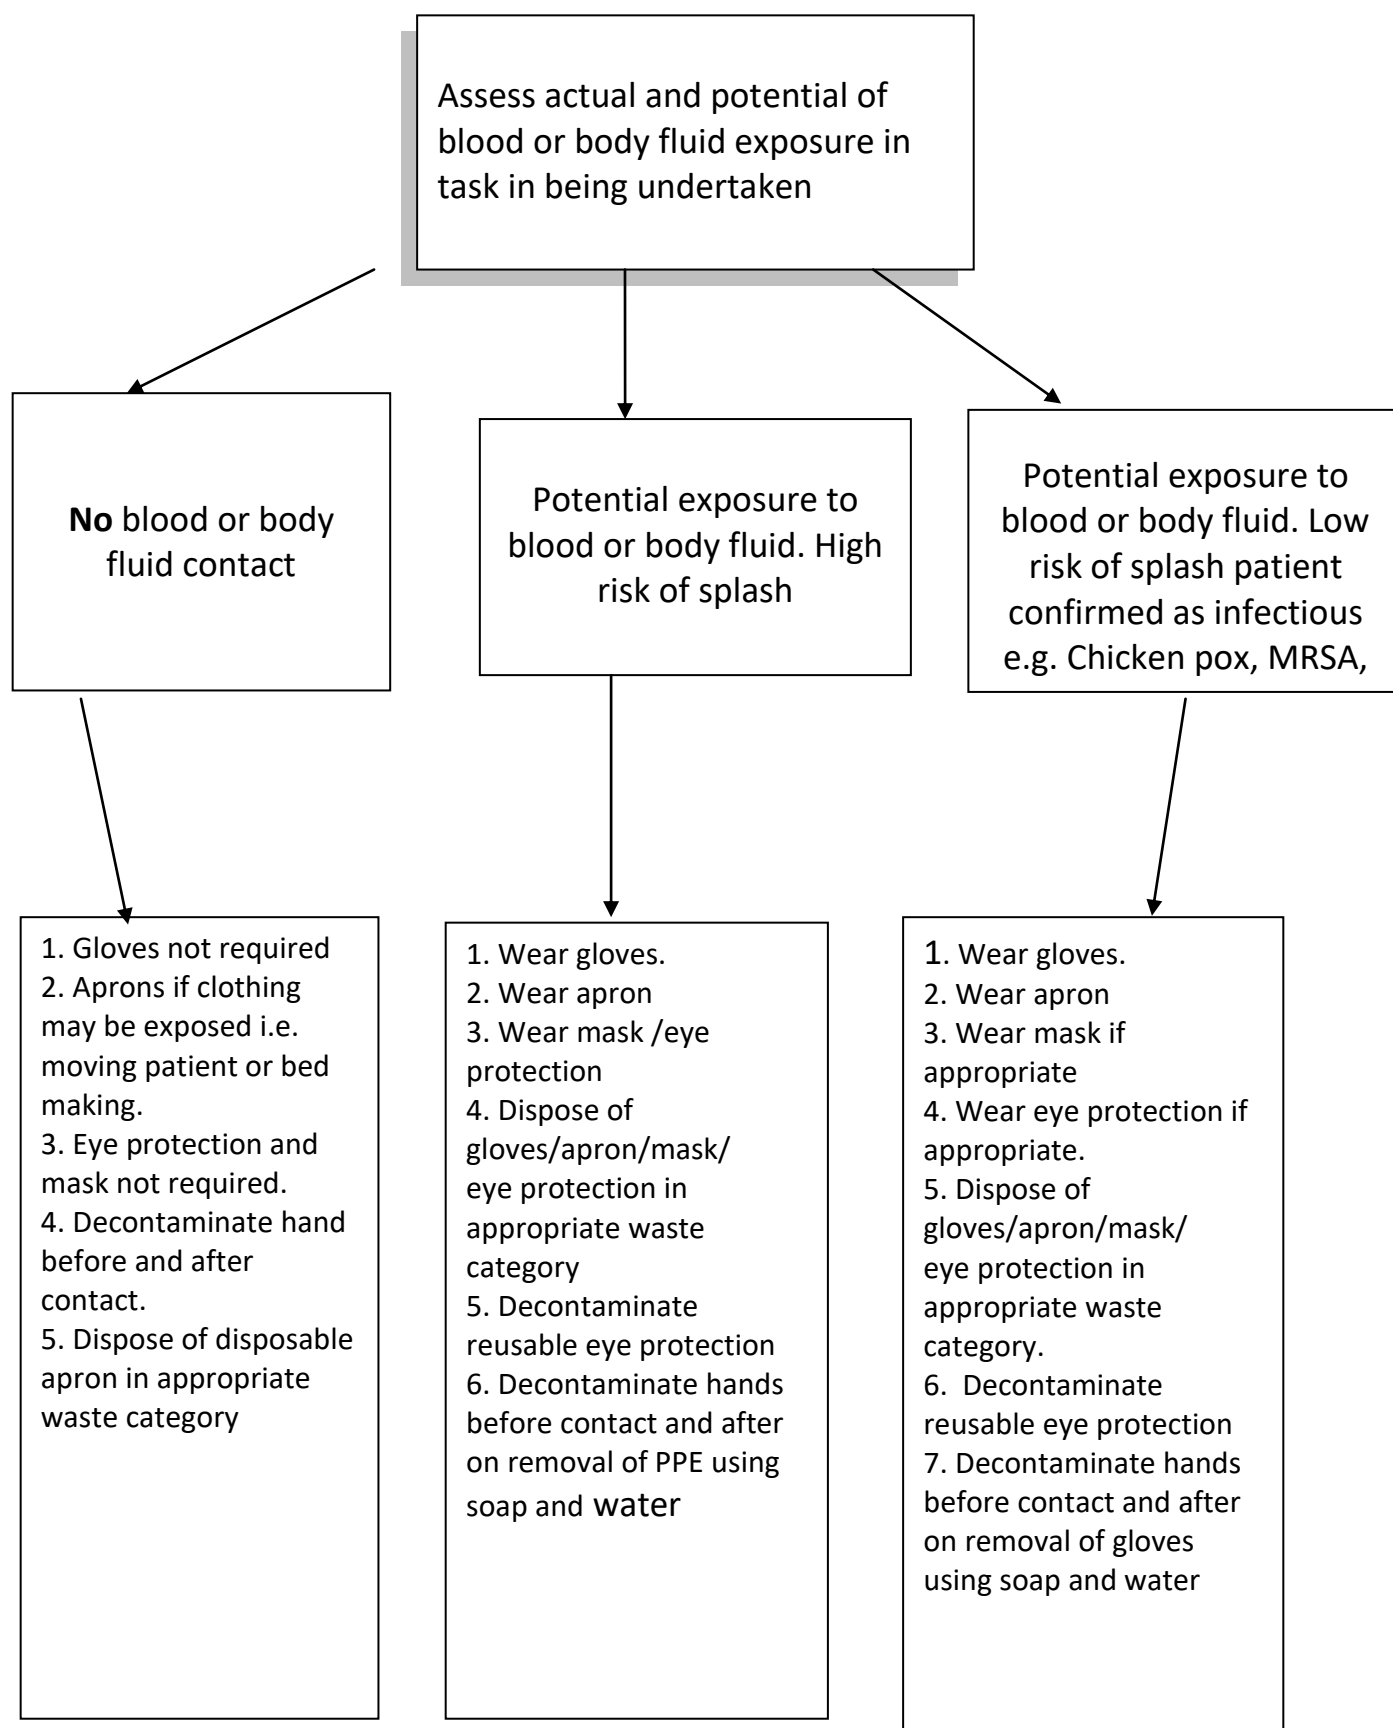 Assess actual and potential of
blood or body fluid exposure in
task in being undertaken
No blood or body
fluid contact
Potential exposure to
blood or body fluid. High
risk of splash
Potential exposure to
blood or body fluid. Low
risk of splash patient
confirmed as infectious
e.g. Chicken pox, MRSA,
1. Gloves not required
2. Aprons if clothing
may be exposed i.e.
moving patient or bed
making.
3. Eye protection and
mask not required.
4. Decontaminate hand
before and after
contact.
5. Dispose of disposable
apron in appropriate
waste category
1. Wear gloves.
2. Wear apron
3. Wear mask /eye
protection
4. Dispose of
gloves/apron/mask/
eye protection in
appropriate waste
category
5. Decontaminate
reusable eye protection
6. Decontaminate hands
before contact and after
on removal of PPE using
soap and water
1. Wear gloves.
2. Wear apron
3. Wear mask if
appropriate
4. Wear eye protection if
appropriate.
5. Dispose of
gloves/apron/mask/
eye protection in
appropriate waste
category.
6.  Decontaminate
reusable eye protection
7. Decontaminate hands
before contact and after
on removal of gloves
using soap and water